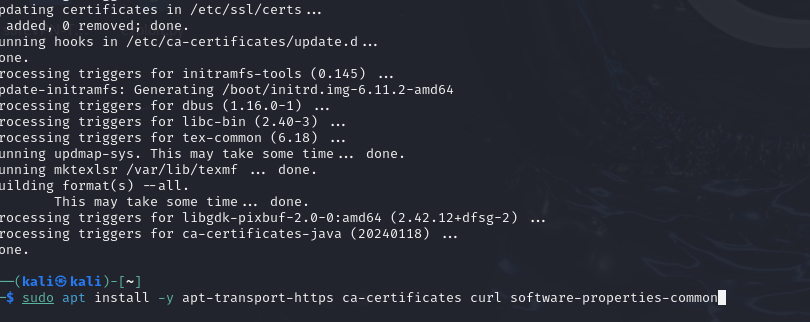 pdating certificates in /etc/ssl/certs...
 added, 0 removed; done.
unning hooks in /etc/ca-certificates/update.d...
one.
rocessing triggers for initramfs-tools (0.145) ...
pdate-initramfs: Generating /boot/initrd.img-6.11.2-amd64
rocessing triggers for dbus (1.16.0-1) ...
rocessing triggers for libc-bin (2.40-3) ...
rocessing triggers for tex-common (6.18) ...
unning updmap-sys. This may take some time... done.
unning mktexlsr /var/lib/texmf ... done.
uilding format(s) --all.
        This may take some time... done.
rocessing triggers for libgdk-pixbuf-2.0-0:amd64 (2.42.12+dfsg-2) ...
rocessing triggers for ca-certificates-java (20240118) ...
one.

──(kali㉿kali)-[~]
─$ sudo apt install -y apt-transport-https ca-certificates curl software-properties-common